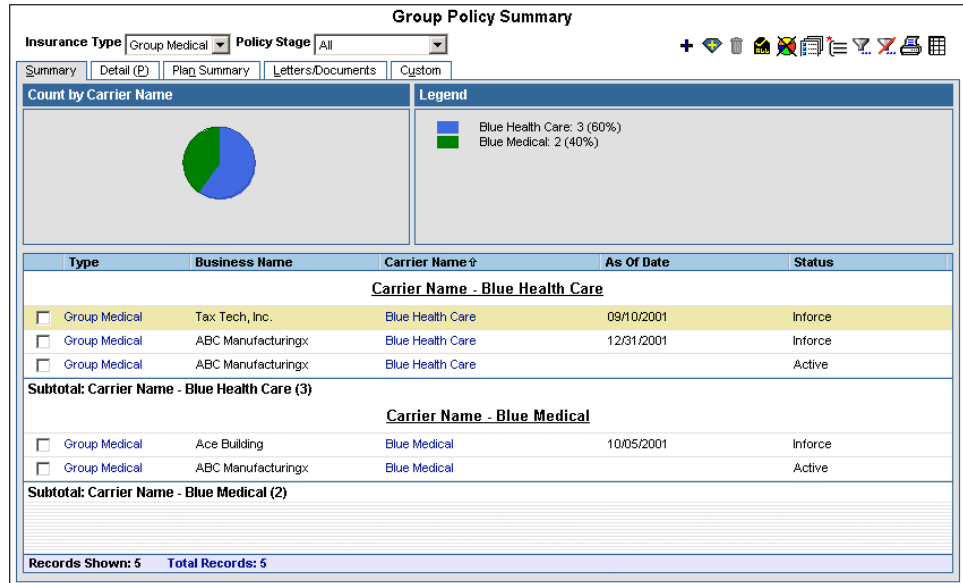 Group Policy Summary
Insurance Type Group Medical Policy Stage All
ALL
Summary Detail (P) Plan Summary Letters/Documents Custom
Count by Carrier Name Legend
Blue Health Care: 3 (60%)
Blue Medical: 2 (40%)
Type Business Name Carrier Name⇧ As Of Date Status
Carrier Name - Blue Health Care
Group Medical Tax Tech, Inc. Blue Health Care 09/10/2001 Inforce
Group Medical ABC Manufacturingx Blue Health Care 12/31/2001 Inforce
Group Medical ABC Manufacturingx Blue Health Care Active
Subtotal: Carrier Name - Blue Health Care (3)
Carrier Name - Blue Medical
Group Medical Ace Building Blue Medical 10/05/2001 Inforce
Group Medical ABC Manufacturingx Blue Medical Active
Subtotal: Carrier Name - Blue Medical (2)
Records Shown: 5 Total Records: 5